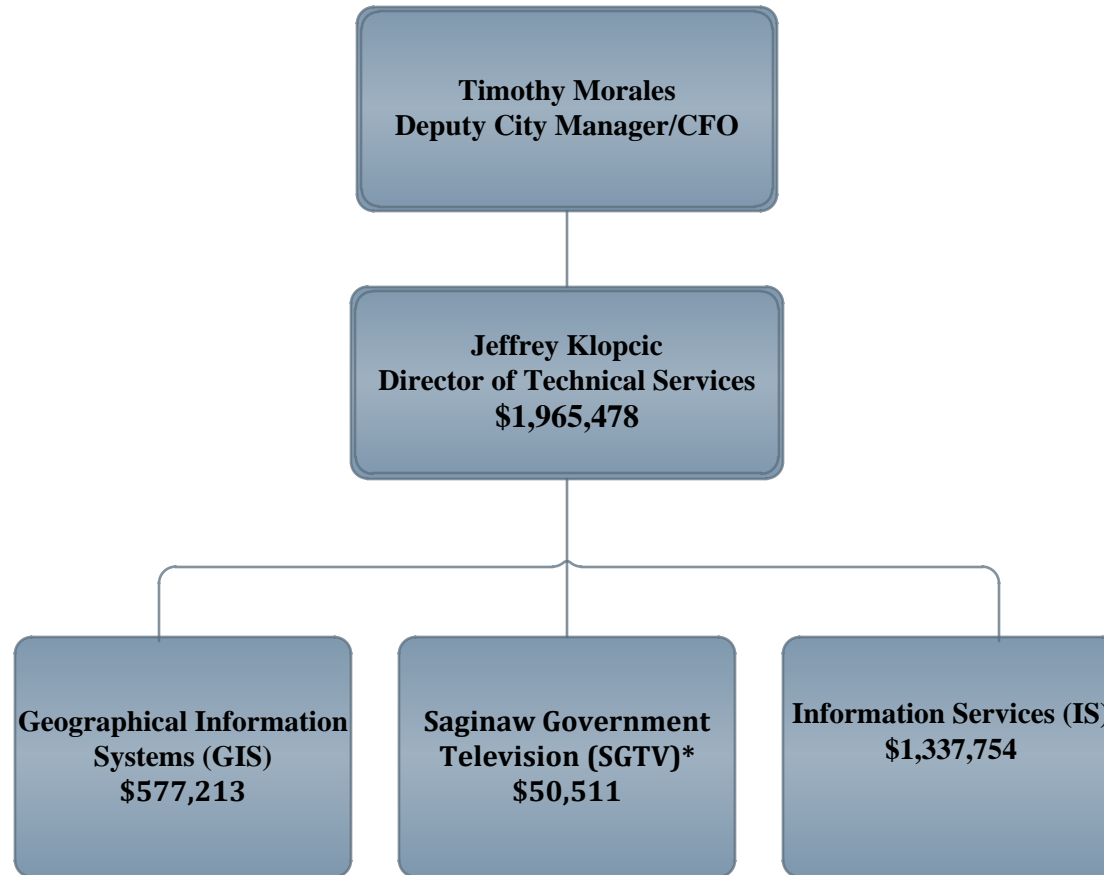 Timothy Morales
Deputy City Manager/CFO
Jeffrey Klopcic
Director of Technical Services
$1,965,478
Geographical Information
Systems (GIS)
$577,213
Saginaw Government
Television (SGTV)*
$50,511
Information Services (IS)
$1,337,754